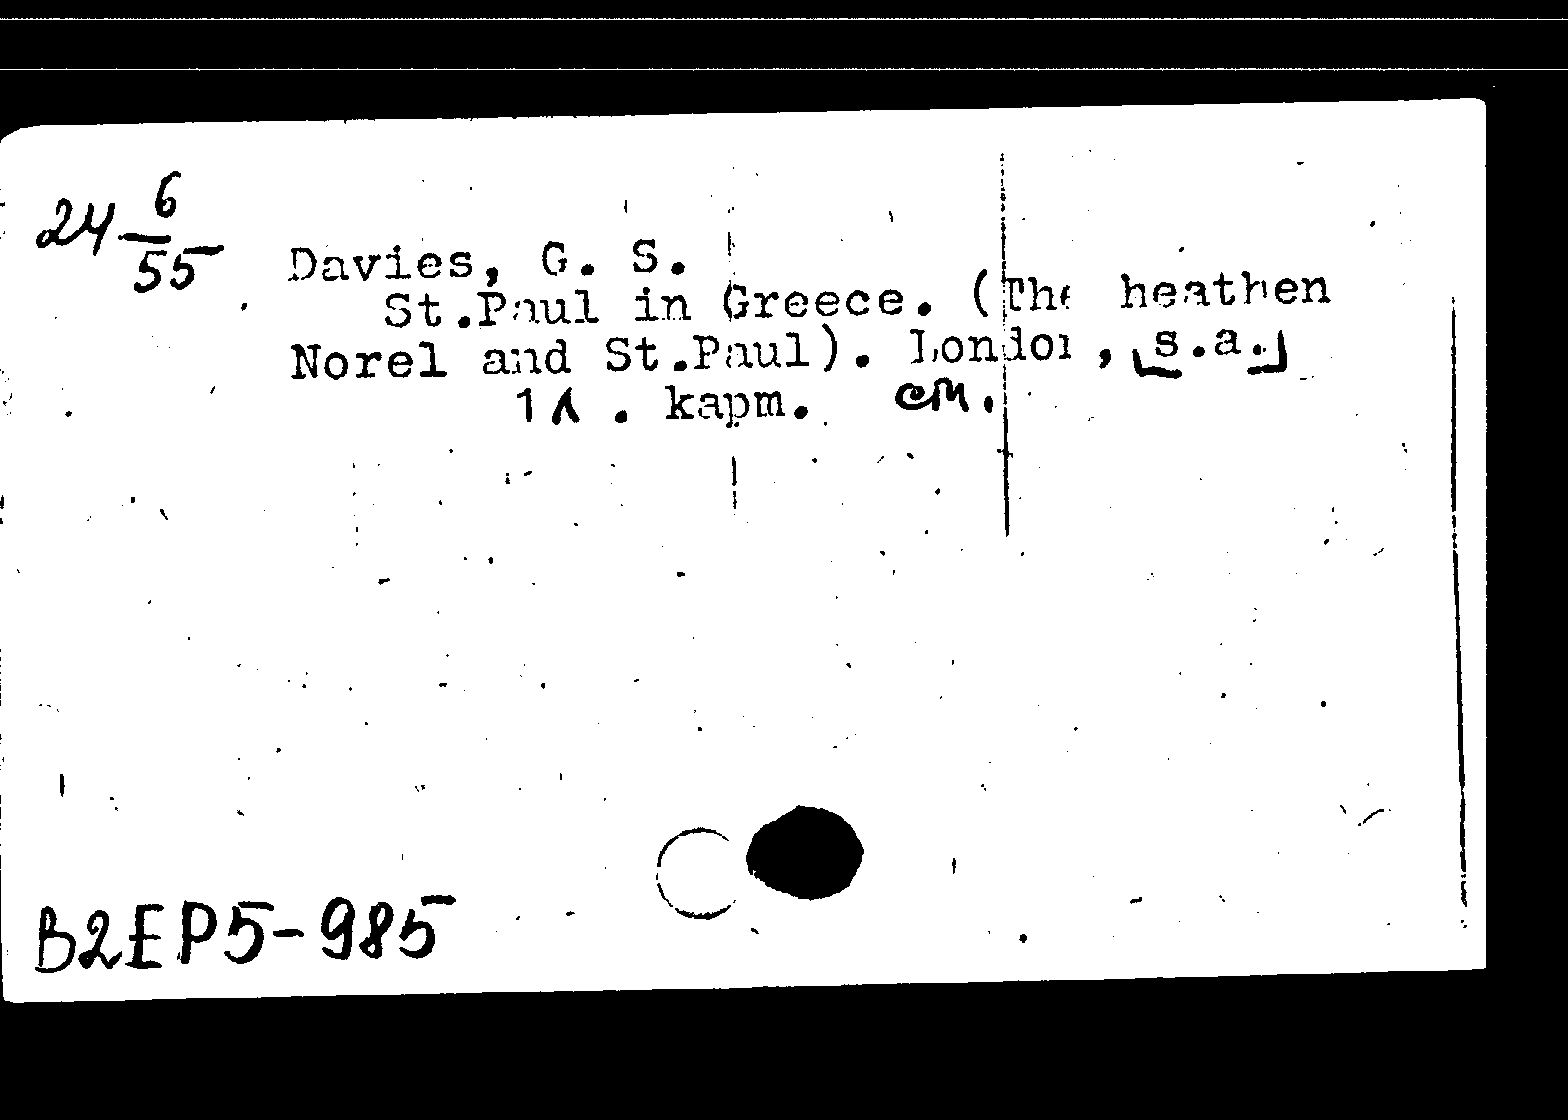 24 6/55
Davies, G. S.
St.Paul in Greece. (The heathen
Norel and St.Paul). London, [s.a.]
1 л. карт. см.
В2ЕР5-985